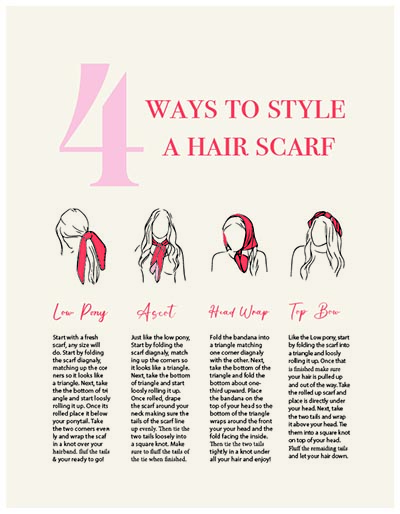 4
WAYS TO STYLE
A HAIR SCARF
Low Pony
Start with a fresh
scarf, any size will
do. Start by folding
the scarf diagnaly,
matching up the cor
ers so it looks like
a triangle. Next, take
the bottom of tri
angle and start loosly
rolling it up. Once its
rolled place it below
your ponytail. Take
the two corners even
ly and wrap the scaf
in a knot over your
hairband. fluf the tails
& your ready to go!
Ascot
Just like the low pony,
Start by folding the
scarf diagnaly, match
ing up the corners so
it looks like a triangle.
Next, take the bottom
of triangle and start
loosly rolling it up.
Once rolled, drape
the scarf around your
neck making sure the
tails of the scarf line
up evenly. Then tie the
two tails loosely into
a square knot. Make
sure to fluff the tails of
the tie when finished.
Head Wrap
Fold the bandana into
a triangle matching
one corner diagnaly
with the other. Next,
take the bottom of the
triangle and fold the
bottom about one-
third upward. Place
the bandana on the
top of your head so the
bottom of the triangle
wraps around the front
your your head and the
fold facing the inside.
Then tie the two tails
tightly in a knot under
all your hair and enjoy!
Top Bow
Like the Low pony, start
by folding the scarf into
a triangle and loosly
rolling it up. Once that
is finished make sure
your hair is pulled up
and out of the way. Take
the rolled up scarf and
place is directly under
your head. Next, take
the two tails and wrap
it above your head. Tie
them into a square knot
on top of your head.
Fluff the remaiding tails
and let your hair down.